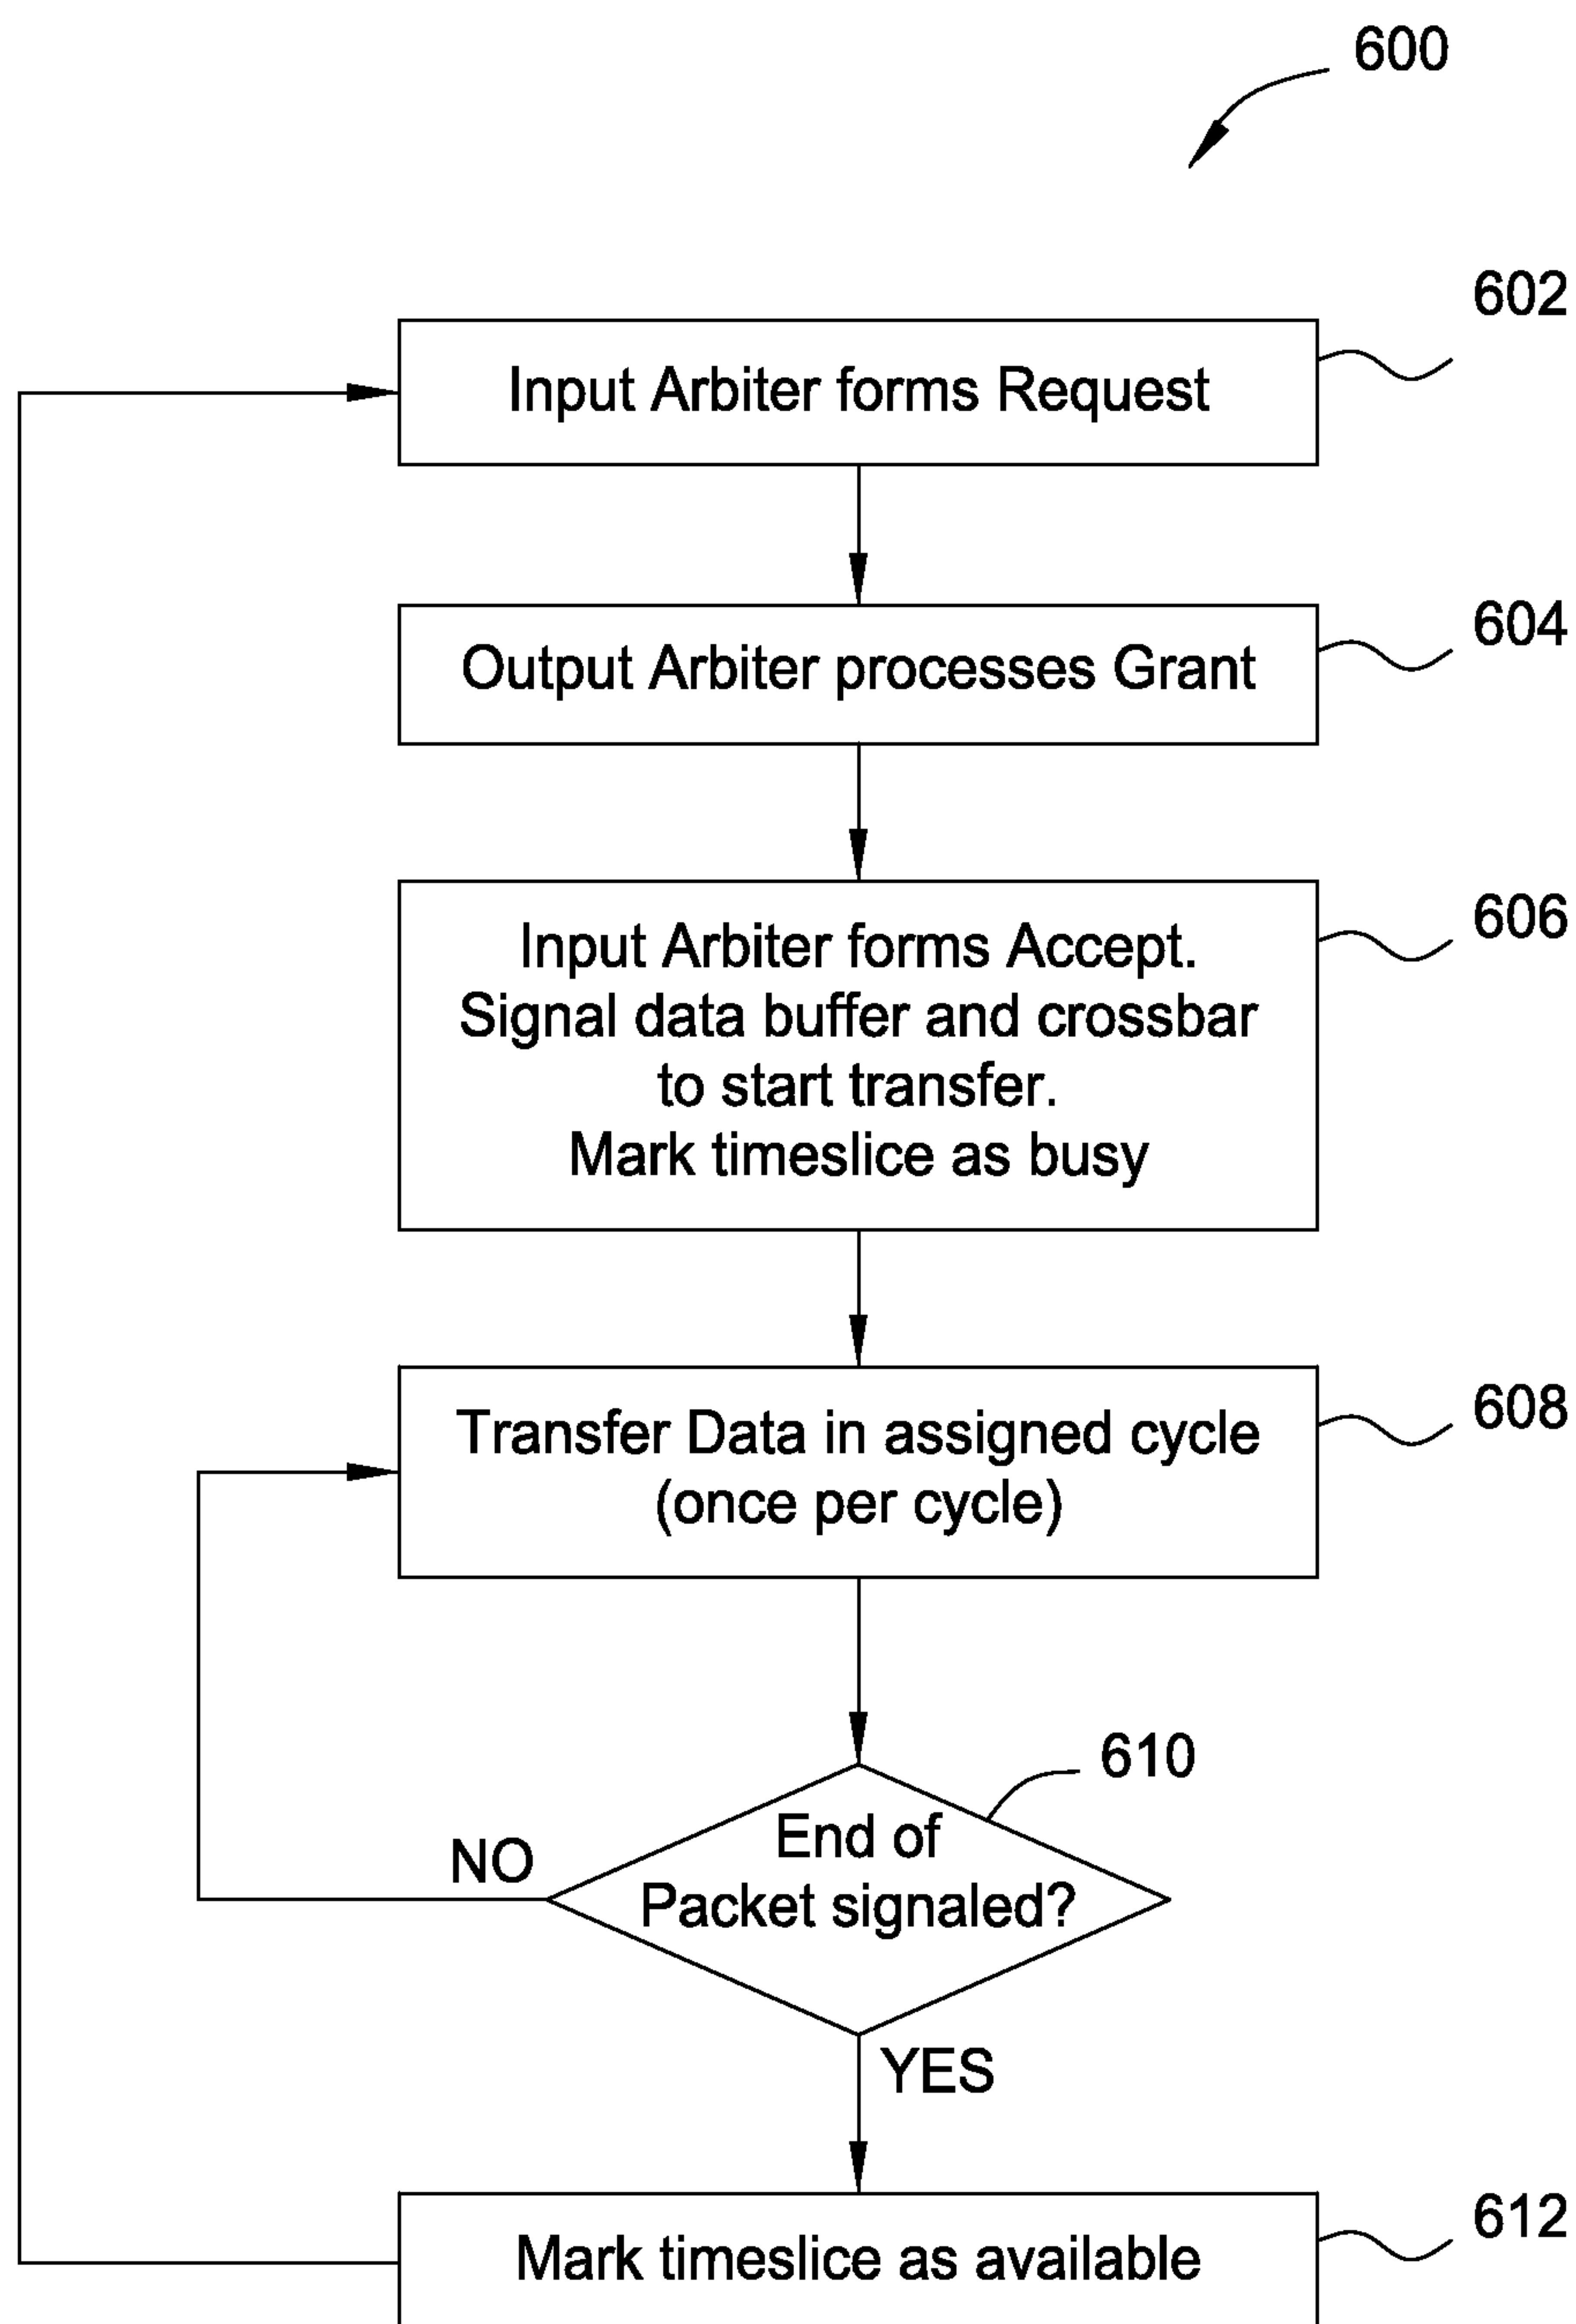 600
602
Input Arbiter forms Request
604
Output Arbiter processes Grant
606
Input Arbiter forms Accept.
Signal data buffer and crossbar
to start transfer.
Mark timeslice as busy
608
Transfer Data in assigned cycle
(once per cycle)
610
End of
Packet signaled?
NO
YES
612
Mark timeslice as available